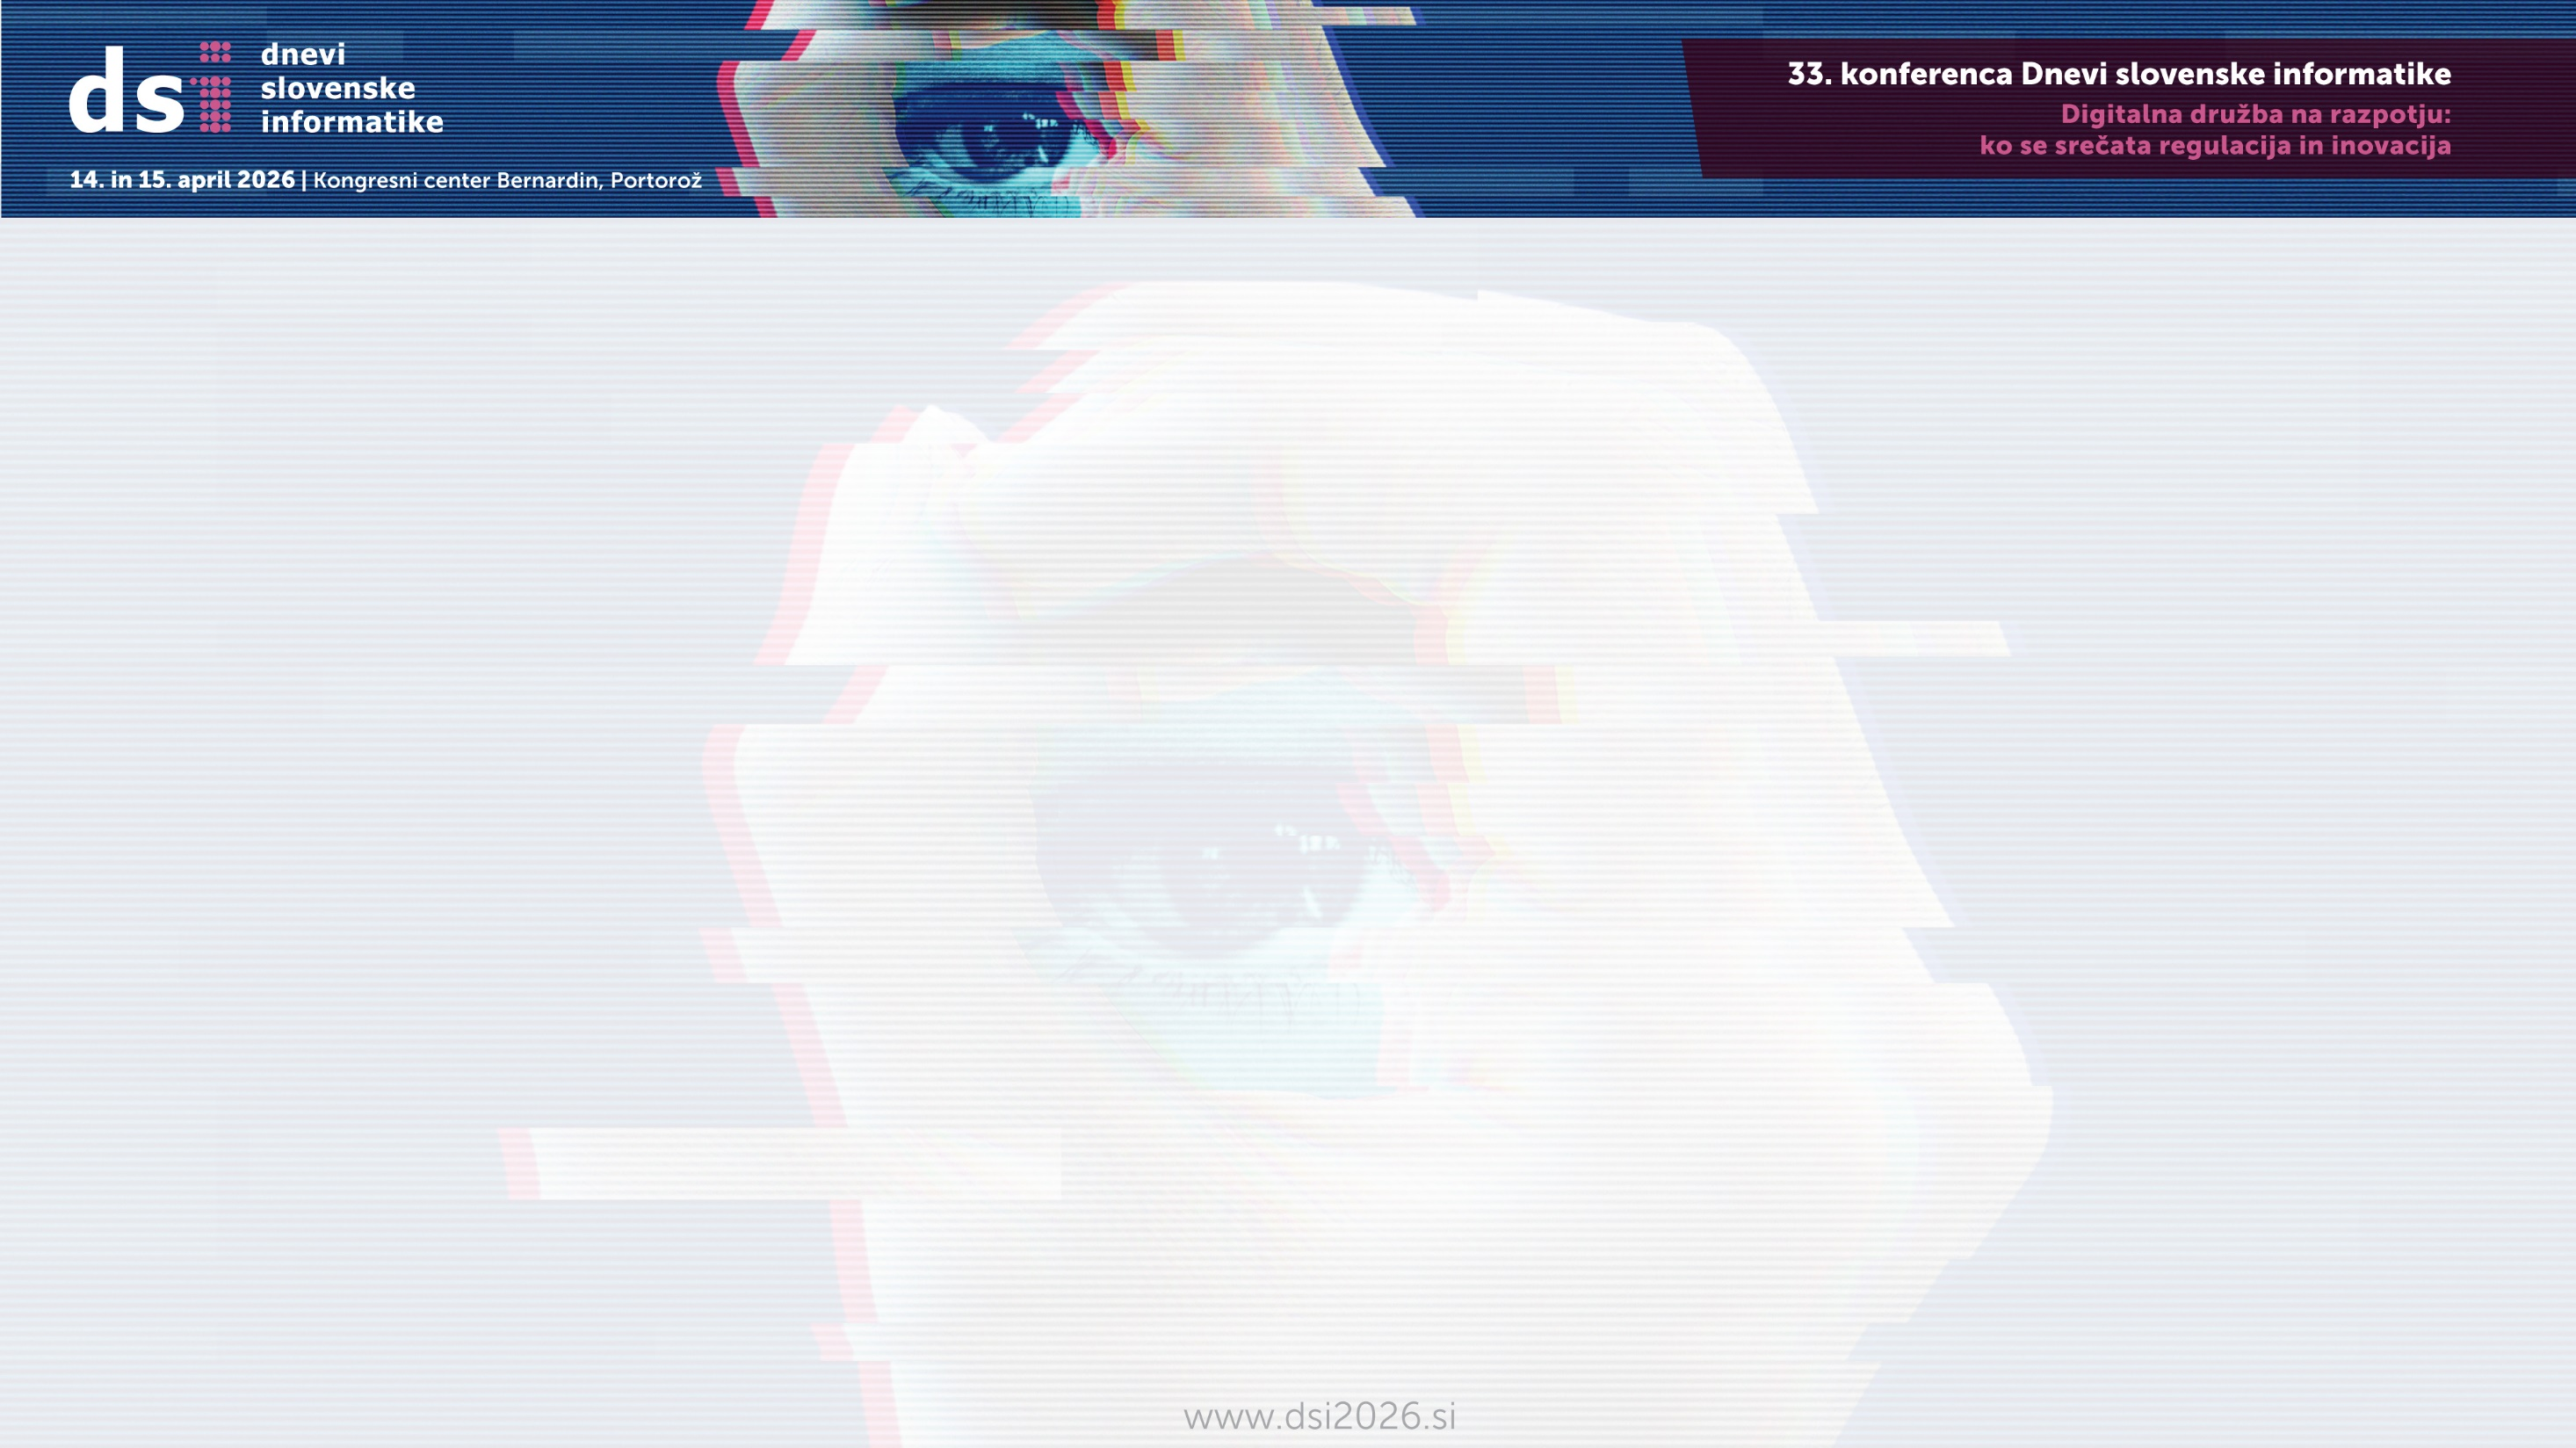 dsi
dnevi
slovenske
informatike
14. in 15. april 2026 | Kongresni center Bernardin, Portorož
33. konferenca Dnevi slovenske informatike
Digitalna družba na razpotju:
ko se srečata regulacija in inovacija
www.dsi2026.si